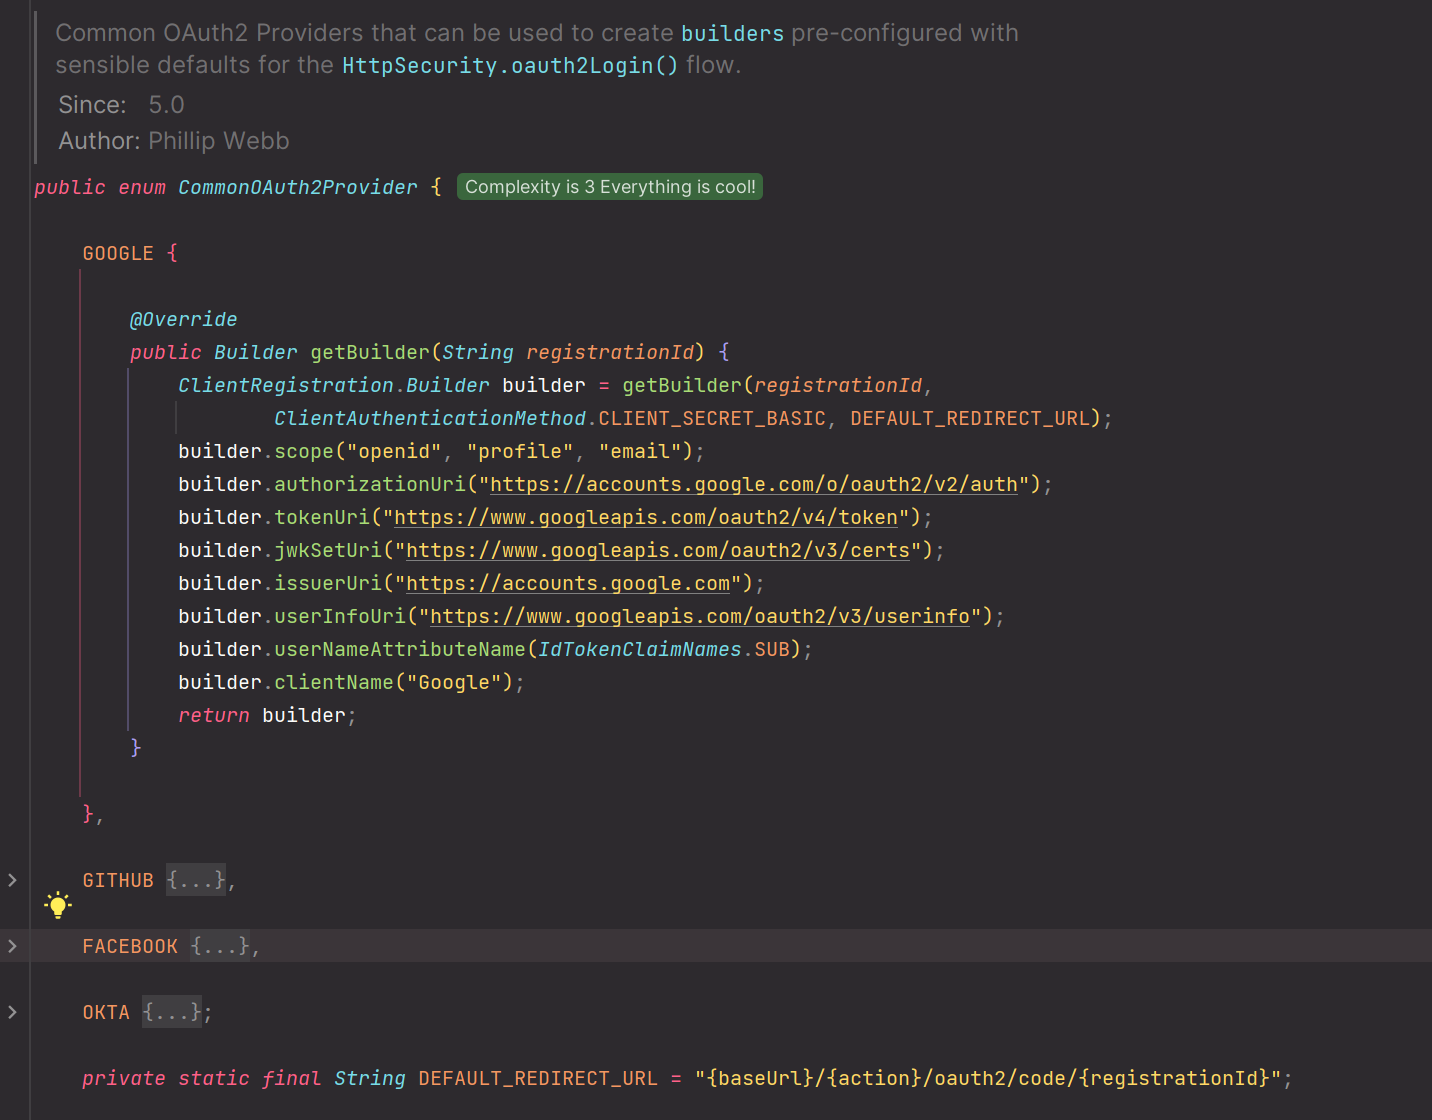 Common OAuth2 Providers that can be used to create builders pre-configured with
sensible defaults for the HttpSecurity.oauth2Login() flow.
Since: 5.0
Author: Phillip Webb
public enum CommonOAuth2Provider { Complexity is 3 Everything is cool!
GOOGLE {
@Override
public Builder getBuilder(String registrationId) {
ClientRegistration.Builder builder = getBuilder(registrationId,
ClientAuthenticationMethod.CLIENT_SECRET_BASIC, DEFAULT_REDIRECT_URL);
builder.scope("openid", "profile", "email");
builder.authorizationUri("https://accounts.google.com/o/oauth2/v2/auth");
builder.tokenUri("https://www.googleapis.com/oauth2/v4/token");
builder.jwkSetUri("https://www.googleapis.com/oauth2/v3/certs");
builder.issuerUri("https://accounts.google.com");
builder.userInfoUri("https://www.googleapis.com/oauth2/v3/userinfo");
builder.userNameAttributeName(IdTokenClaimNames.SUB);
builder.clientName("Google");
return builder;
}
},
GITHUB {...},
FACEBOOK {...},
OKTA {...};
private static final String DEFAULT_REDIRECT_URL = "{baseUrl}/{action}/oauth2/code/{registrationId}";